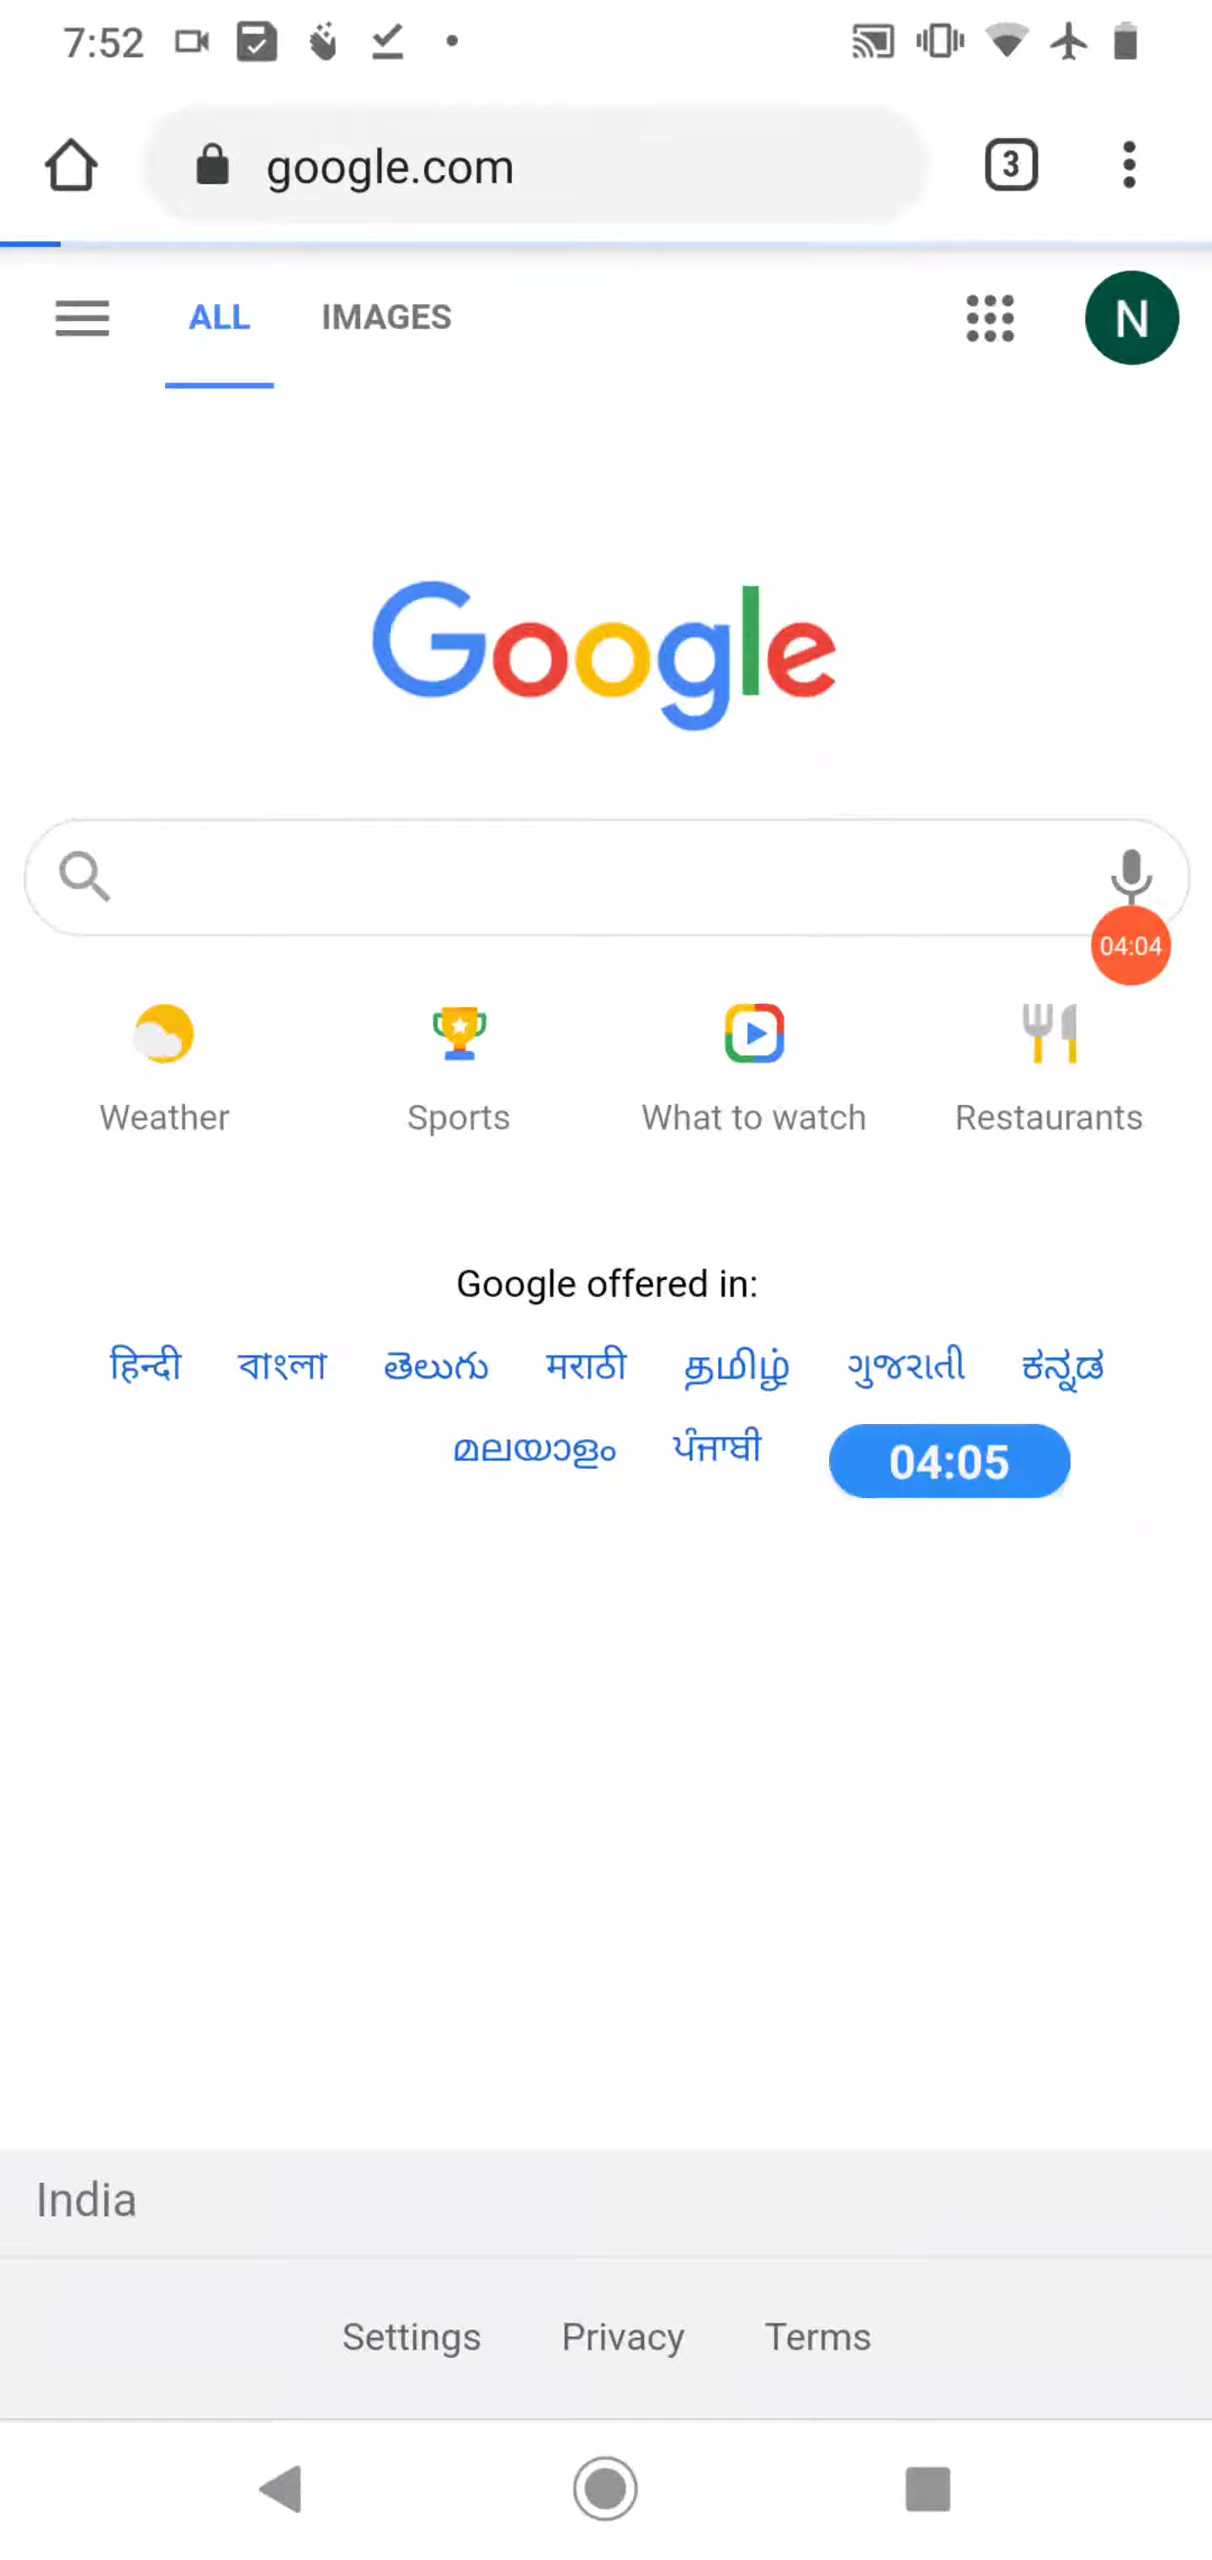 7:52
google.com
3
ALL IMAGES
N
Google
04:04
Weather Sports What to watch Restaurants
Google offered in:
हिन्दी বাংলা తెలుగు मराठी தமிழ் ગુજરાતી ಕನ್ನಡ
മലയാളം ਪੰਜਾਬੀ 04:05
India
Settings Privacy Terms